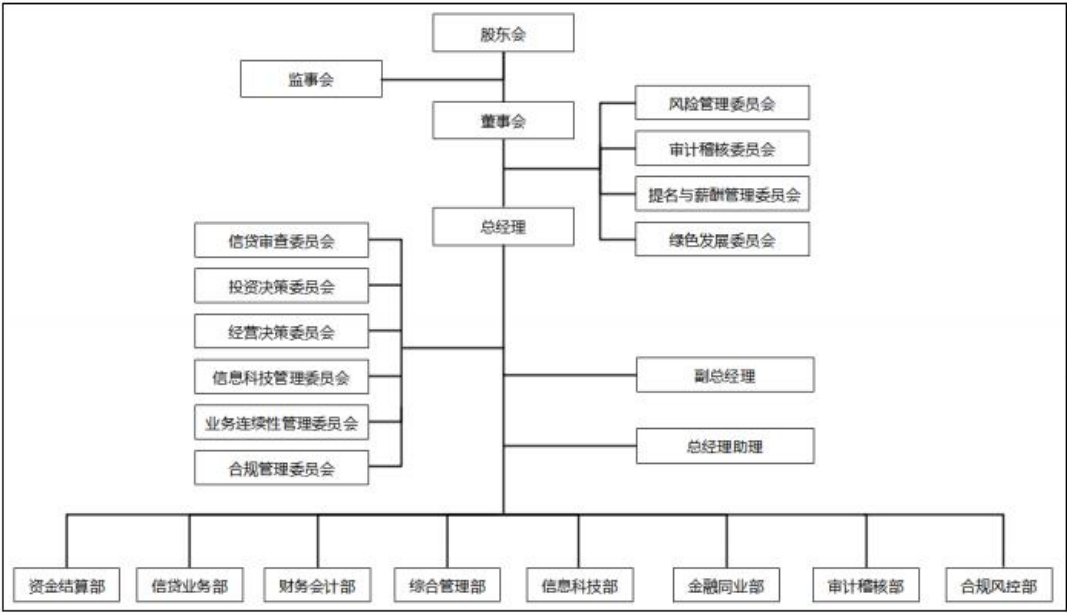 股东会
监事会
董事会
风险管理委员会
审计稽核委员会
提名与薪酬管理委员会
绿色发展委员会
总经理
信贷审查委员会
投资决策委员会
经营决策委员会
信息科技管理委员会
业务连续性管理委员会
合规管理委员会
副总经理
总经理助理
资金结算部
信贷业务部
财务会计部
综合管理部
信息科技部
金融同业部
审计稽核部
合规风控部